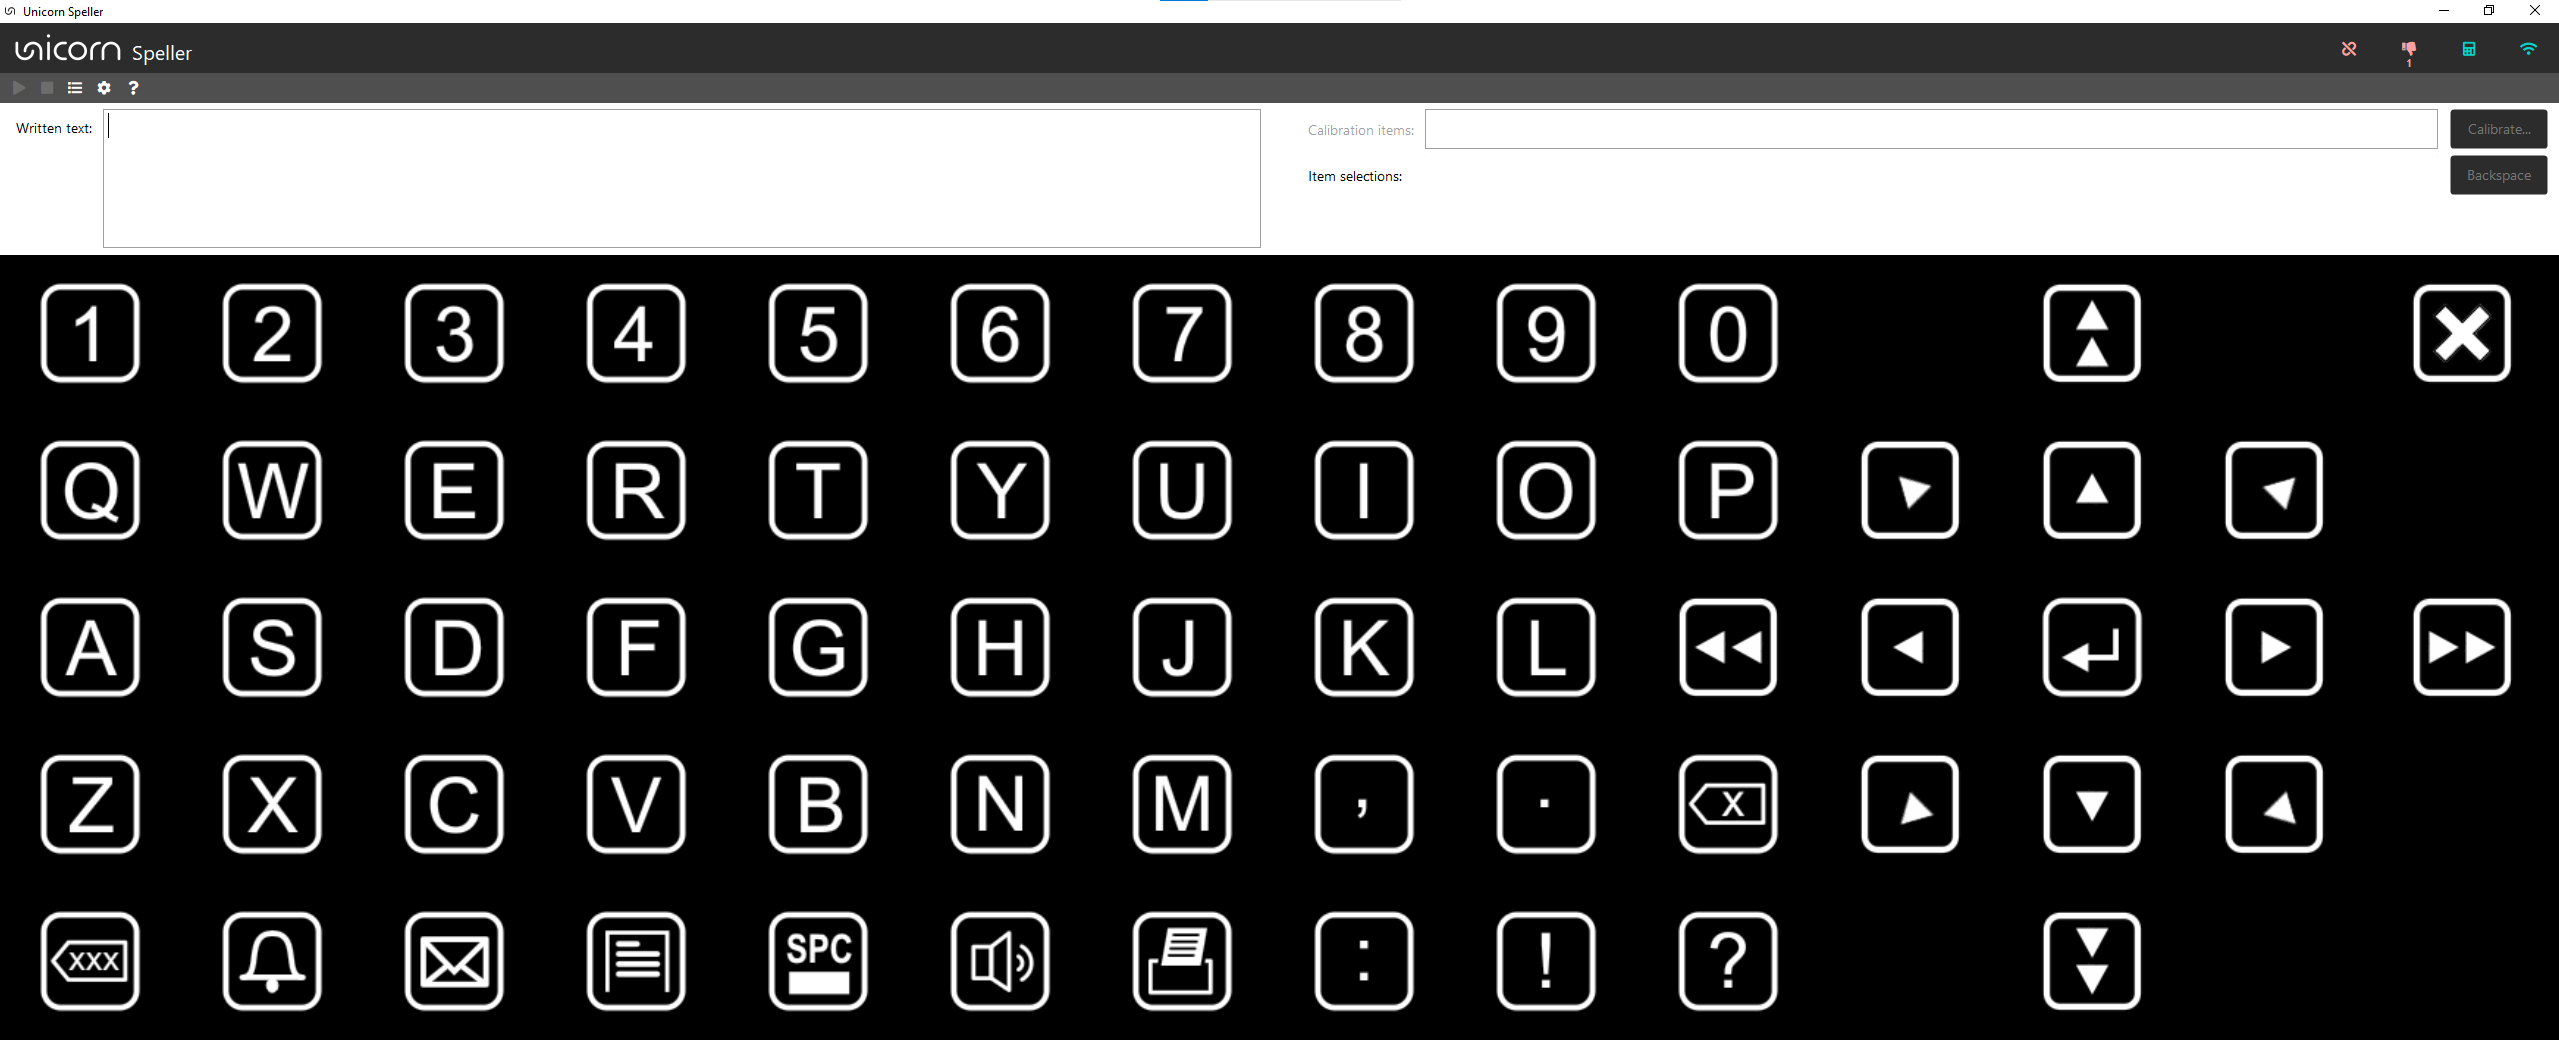 Unicorn Speller
unicorn Speller
1
?
Written text:
Calibration items:
Calibrate...
Item selections:
Backspace
1 2 3 4 5 6 7 8 9 0
Q W E R T Y U I O P
A S D F G H J K L
Z X C V B N M , . X
XXX SPC : ! ?